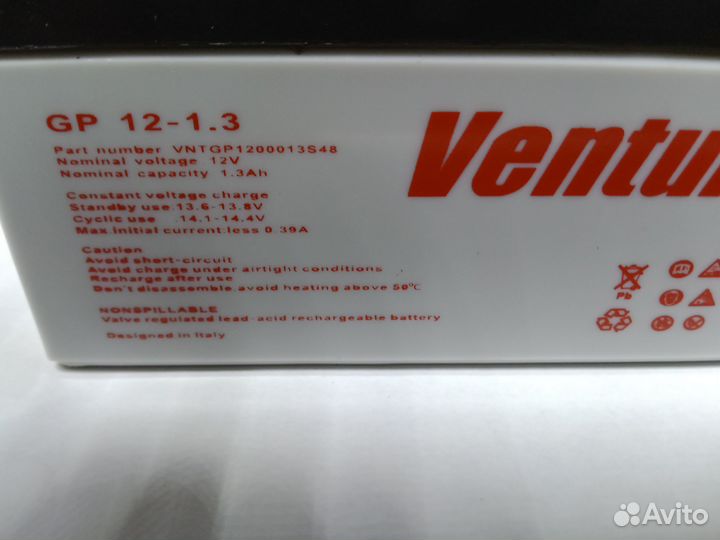 GP 12-1.3
Part number VNTGP1200013S48
Nominal voltage 12V
Nominal capacity 1.3Ah
Constant voltage charge
Standby use:13.6-13.8V
Cyclic use :14.1-14.4V
Max.initial current:less 0.39A
Caution
Avoid short-circuit
Avoid charge under airtight conditions
Recharge after use
Don't disassemble,avoid heating above 50°C
NONSPILLABLE
Valve regulated lead-acid rechargeable battery
Designed in Italy
Ventu
Pb
Avito